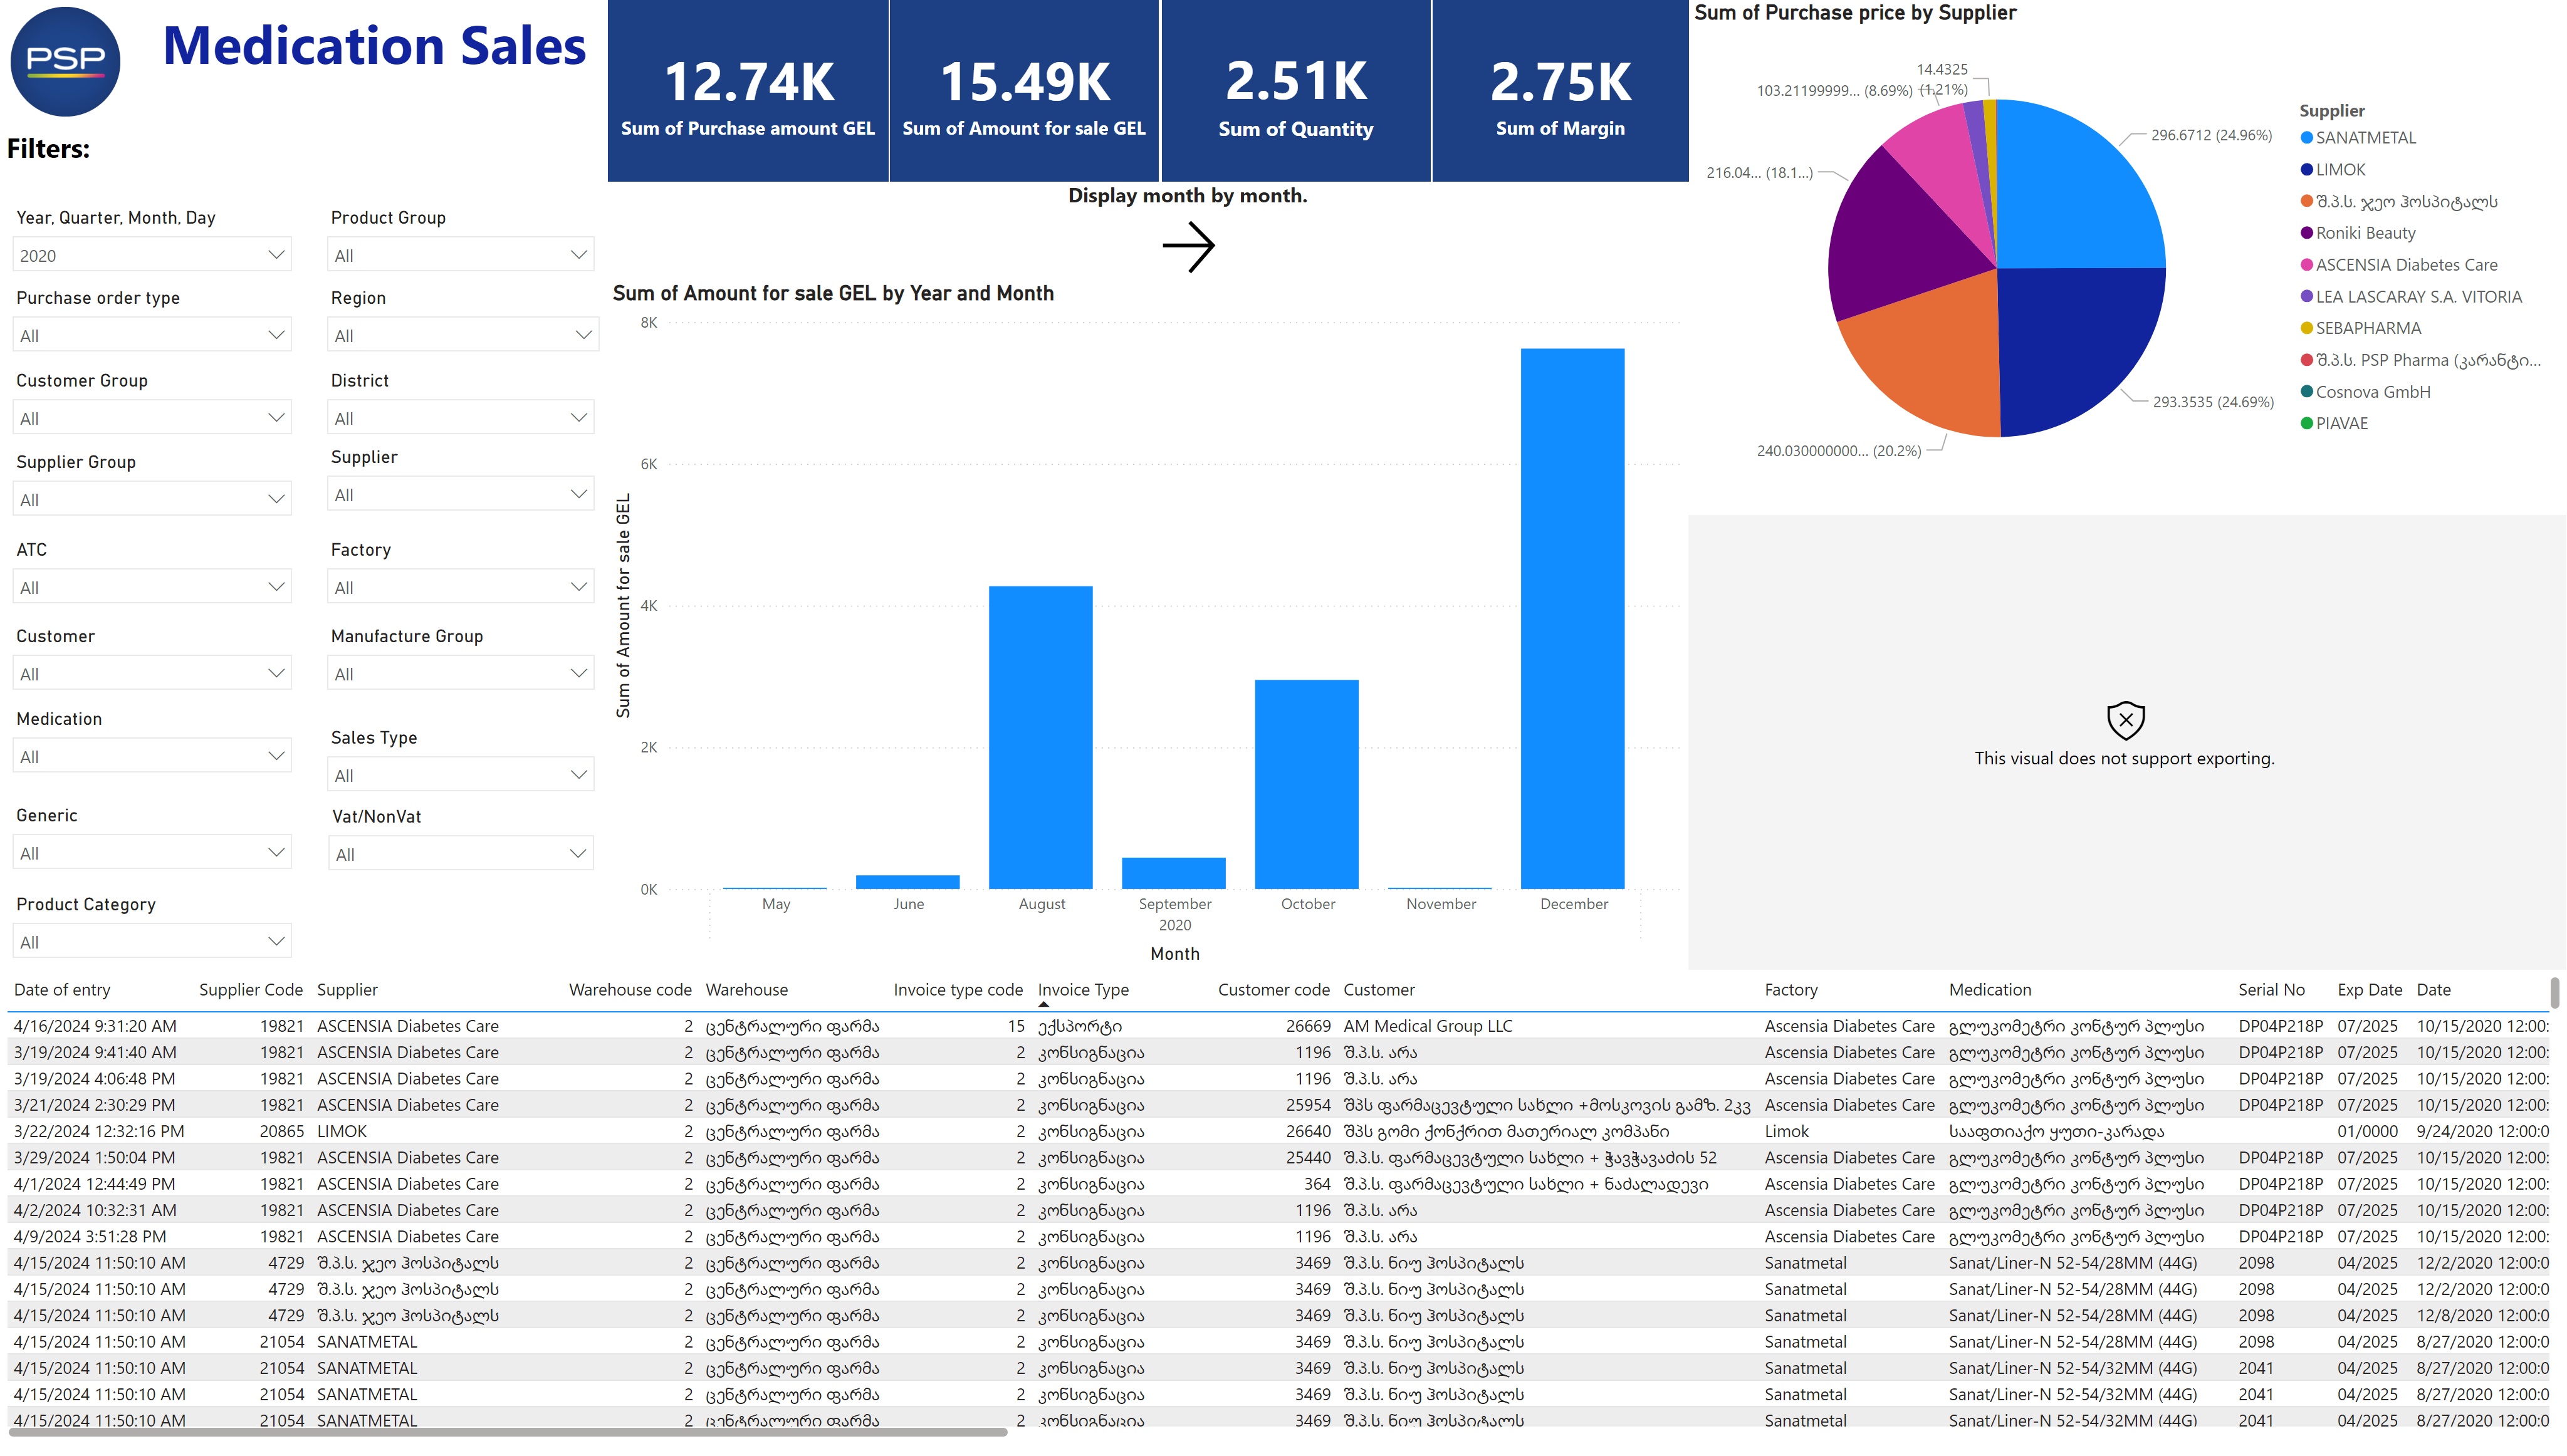 PSP
Medication Sales
12.74K
Sum of Purchase amount GEL
15.49K
Sum of Amount for sale GEL
2.51K
Sum of Quantity
2.75K
Sum of Margin
Filters:
Year, Quarter, Month, Day
2020
Product Group
All
Purchase order type
All
Region
All
Customer Group
All
District
All
Supplier Group
All
Supplier
All
ATC
All
Factory
All
Customer
All
Manufacture Group
All
Medication
All
Sales Type
All
Generic
All
Vat/NonVat
All
Product Category
All
Display month by month.
Sum of Amount for sale GEL by Year and Month
Sum of Amount for sale GEL
8K
6K
4K
2K
0K
May June August September October November December
2020
Month
Sum of Purchase price by Supplier
14.4325
(1.21%)
103.21199999... (8.69%)
296.6712 (24.96%)
216.04... (18.1...)
293.3535 (24.69%)
240.030000000... (20.2%)
Supplier
SANATMETAL
LIMOK
შ.პ.ს. ჯეო ჰოსპიტალს
Roniki Beauty
ASCENSIA Diabetes Care
LEA LASCARAY S.A. VITORIA
SEBAPHARMA
შ.პ.ს. PSP Pharma (კარანტი...
Cosnova GmbH
PIAVAE
This visual does not support exporting.
Date of entry Supplier Code Supplier Warehouse code Warehouse Invoice type code Invoice Type Customer code Customer Factory Medication Serial No Exp Date Date
4/16/2024 9:31:20 AM 19821 ASCENSIA Diabetes Care 2 ცენტრალური ფარმა 15 ექსპორტი 26669 AM Medical Group LLC Ascensia Diabetes Care გლუკომეტრი კონტურ პლუსი DP04P218P 07/2025 10/15/2020 12:00:
3/19/2024 9:41:40 AM 19821 ASCENSIA Diabetes Care 2 ცენტრალური ფარმა 2 კონსიგნაცია 1196 შ.პ.ს. არა Ascensia Diabetes Care გლუკომეტრი კონტურ პლუსი DP04P218P 07/2025 10/15/2020 12:00:
3/19/2024 4:06:48 PM 19821 ASCENSIA Diabetes Care 2 ცენტრალური ფარმა 2 კონსიგნაცია 1196 შ.პ.ს. არა Ascensia Diabetes Care გლუკომეტრი კონტურ პლუსი DP04P218P 07/2025 10/15/2020 12:00:
3/21/2024 2:30:29 PM 19821 ASCENSIA Diabetes Care 2 ცენტრალური ფარმა 2 კონსიგნაცია 25954 შპს ფარმაცევტული სახლი +მოსკოვის გამზ. 2კვ Ascensia Diabetes Care გლუკომეტრი კონტურ პლუსი DP04P218P 07/2025 10/15/2020 12:00:
3/22/2024 12:32:16 PM 20865 LIMOK 2 ცენტრალური ფარმა 2 კონსიგნაცია 26640 შპს გომი ქონქრით მათერიალ კომპანი Limok სააფთიაქო ყუთი-კარადა 01/0000 9/24/2020 12:00:0
3/29/2024 1:50:04 PM 19821 ASCENSIA Diabetes Care 2 ცენტრალური ფარმა 2 კონსიგნაცია 25440 შ.პ.ს. ფარმაცევტული სახლი + ჭავჭავაძის 52 Ascensia Diabetes Care გლუკომეტრი კონტურ პლუსი DP04P218P 07/2025 10/15/2020 12:00:
4/1/2024 12:44:49 PM 19821 ASCENSIA Diabetes Care 2 ცენტრალური ფარმა 2 კონსიგნაცია 364 შ.პ.ს. ფარმაცევტული სახლი + ნაძალადევი Ascensia Diabetes Care გლუკომეტრი კონტურ პლუსი DP04P218P 07/2025 10/15/2020 12:00:
4/2/2024 10:32:31 AM 19821 ASCENSIA Diabetes Care 2 ცენტრალური ფარმა 2 კონსიგნაცია 1196 შ.პ.ს. არა Ascensia Diabetes Care გლუკომეტრი კონტურ პლუსი DP04P218P 07/2025 10/15/2020 12:00:
4/9/2024 3:51:28 PM 19821 ASCENSIA Diabetes Care 2 ცენტრალური ფარმა 2 კონსიგნაცია 1196 შ.პ.ს. არა Ascensia Diabetes Care გლუკომეტრი კონტურ პლუსი DP04P218P 07/2025 10/15/2020 12:00:
4/15/2024 11:50:10 AM 4729 შ.პ.ს. ჯეო ჰოსპიტალს 2 ცენტრალური ფარმა 2 კონსიგნაცია 3469 შ.პ.ს. ნიუ ჰოსპიტალს Sanatmetal Sanat/Liner-N 52-54/28MM (44G) 2098 04/2025 12/2/2020 12:00:0
4/15/2024 11:50:10 AM 4729 შ.პ.ს. ჯეო ჰოსპიტალს 2 ცენტრალური ფარმა 2 კონსიგნაცია 3469 შ.პ.ს. ნიუ ჰოსპიტალს Sanatmetal Sanat/Liner-N 52-54/28MM (44G) 2098 04/2025 12/2/2020 12:00:0
4/15/2024 11:50:10 AM 4729 შ.პ.ს. ჯეო ჰოსპიტალს 2 ცენტრალური ფარმა 2 კონსიგნაცია 3469 შ.პ.ს. ნიუ ჰოსპიტალს Sanatmetal Sanat/Liner-N 52-54/28MM (44G) 2098 04/2025 12/8/2020 12:00:0
4/15/2024 11:50:10 AM 21054 SANATMETAL 2 ცენტრალური ფარმა 2 კონსიგნაცია 3469 შ.პ.ს. ნიუ ჰოსპიტალს Sanatmetal Sanat/Liner-N 52-54/28MM (44G) 2098 04/2025 8/27/2020 12:00:0
4/15/2024 11:50:10 AM 21054 SANATMETAL 2 ცენტრალური ფარმა 2 კონსიგნაცია 3469 შ.პ.ს. ნიუ ჰოსპიტალს Sanatmetal Sanat/Liner-N 52-54/32MM (44G) 2041 04/2025 8/27/2020 12:00:0
4/15/2024 11:50:10 AM 21054 SANATMETAL 2 ცენტრალური ფარმა 2 კონსიგნაცია 3469 შ.პ.ს. ნიუ ჰოსპიტალს Sanatmetal Sanat/Liner-N 52-54/32MM (44G) 2041 04/2025 8/27/2020 12:00:0
4/15/2024 11:50:10 AM 21054 SANATMETAL 2 ცენტრალური ფარმა 2 კონსიგნაცია 3469 შ.პ.ს. ნიუ ჰოსპიტალს Sanatmetal Sanat/Liner-N 52-54/32MM (44G) 2041 04/2025 8/27/2020 12:00:0